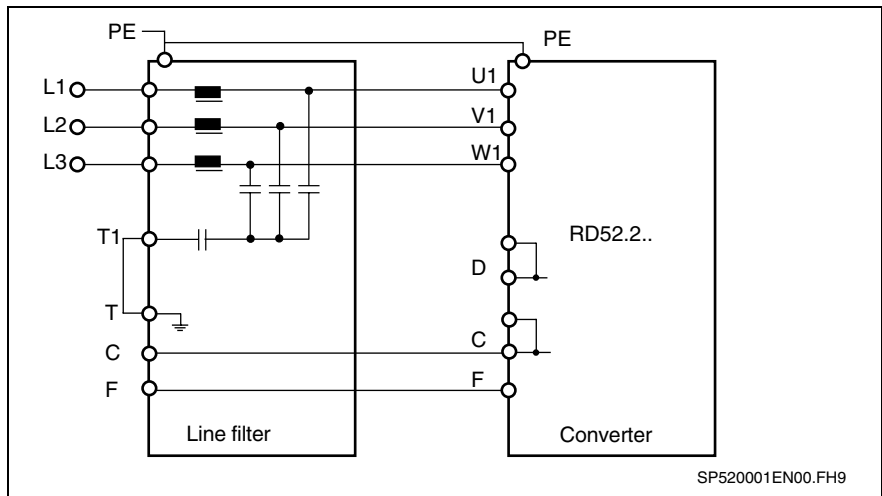 PE
PE
L1
U1
L2
V1
L3
W1
T1
RD52.2..
D
T
C
C
F
F
Line filter
Converter
SP520001EN00.FH9